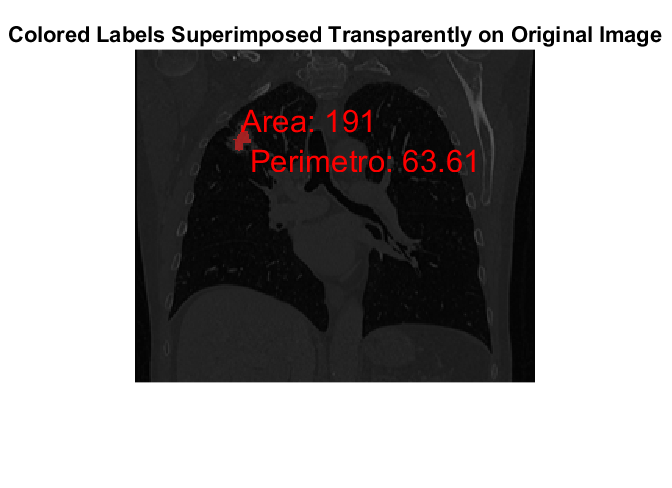 Colored Labels Superimposed Transparently on Original Image
Area: 191
Perimetro: 63.61